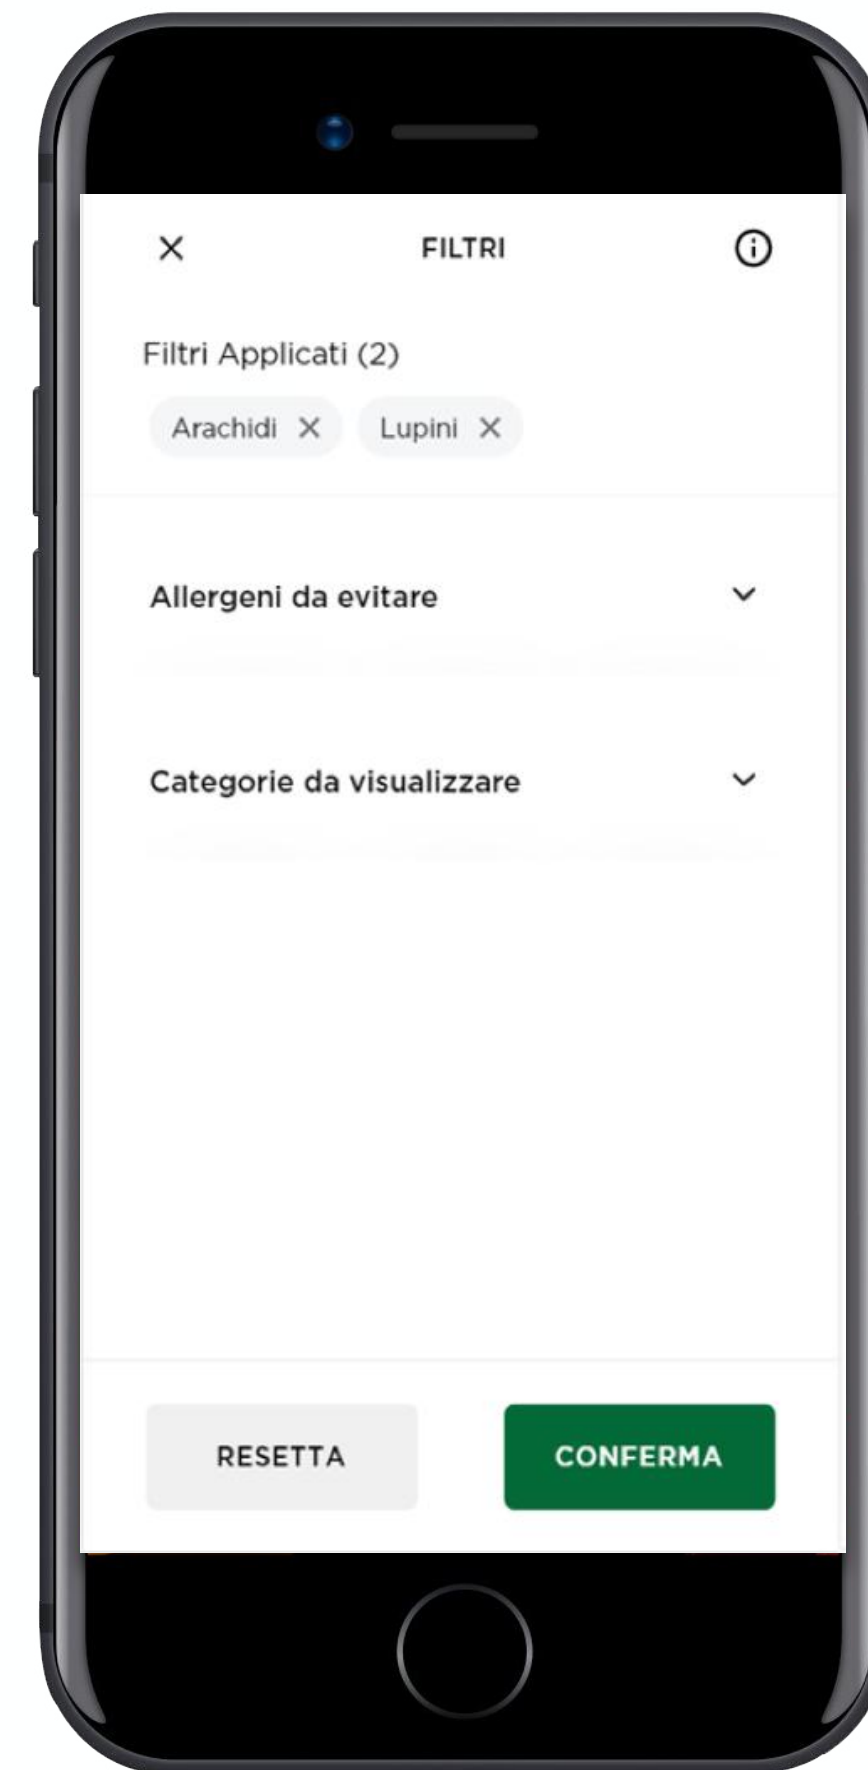 FILTRI
Filtri Applicati (2)
Arachidi Lupini
Allergeni da evitare
Categorie da visualizzare
RESETTA CONFERMA